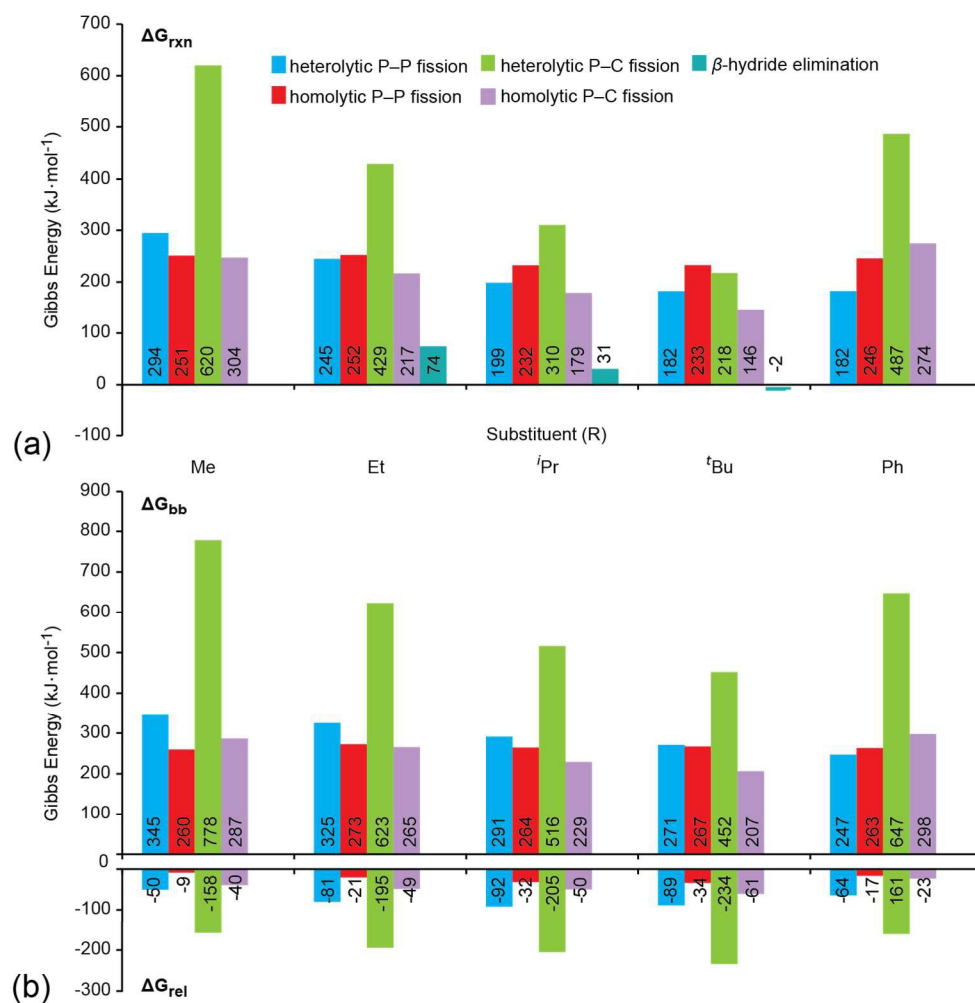 700
ΔGrxn
600
heterolytic P–P fission
heterolytic P–C fission
β-hydride elimination
homolytic P–P fission
homolytic P–C fission
500
400
300
200
100
0
-100
Gibbs Energy (kJ·mol-1)
294 251 620 304
245 252 429 217 74
199 232 310 179 31
182 233 218 146 -2
182 246 487 274
(a)
Substituent (R)
Me Et iPr tBu Ph
900
ΔGbb
800
700
600
500
400
300
200
100
0
-100
-200
-300
Gibbs Energy (kJ·mol-1)
345 260 778 287
325 273 623 265
291 264 516 229
271 267 452 207
247 263 647 298
-50 -9 -158 -40
-81 -21 -195 -49
-92 -32 -205 -50
-89 -34 -234 -61
-64 -17 161 -23
(b)
ΔGrel